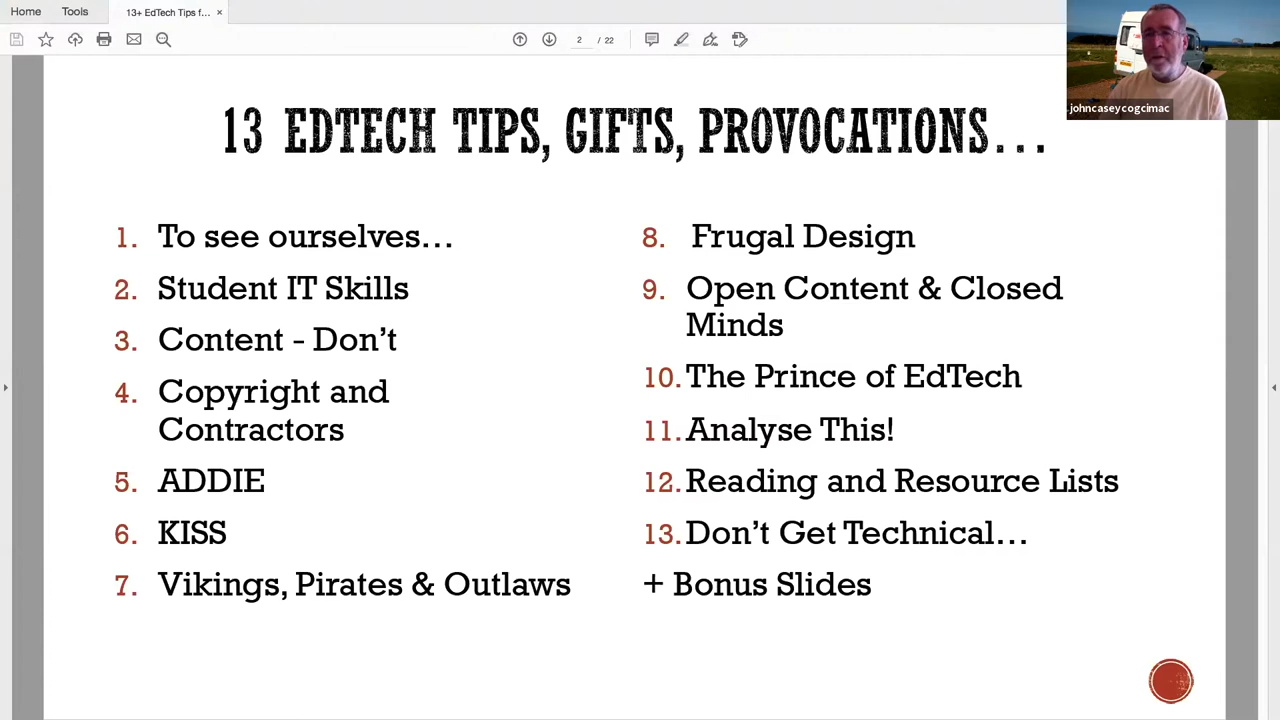 Home
Tools
13+ EdTech Tips f...
×
2
/ 22
johncaseycogcimac
13 EDTECH TIPS, GIFTS, PROVOCATIONS...
1. To see ourselves...
2. Student IT Skills
3. Content - Don't
4. Copyright and
Contractors
5. ADDIE
6. KISS
7. Vikings, Pirates & Outlaws
8. Frugal Design
9. Open Content & Closed
Minds
10. The Prince of EdTech
11. Analyse This!
12. Reading and Resource Lists
13. Don't Get Technical...
+ Bonus Slides